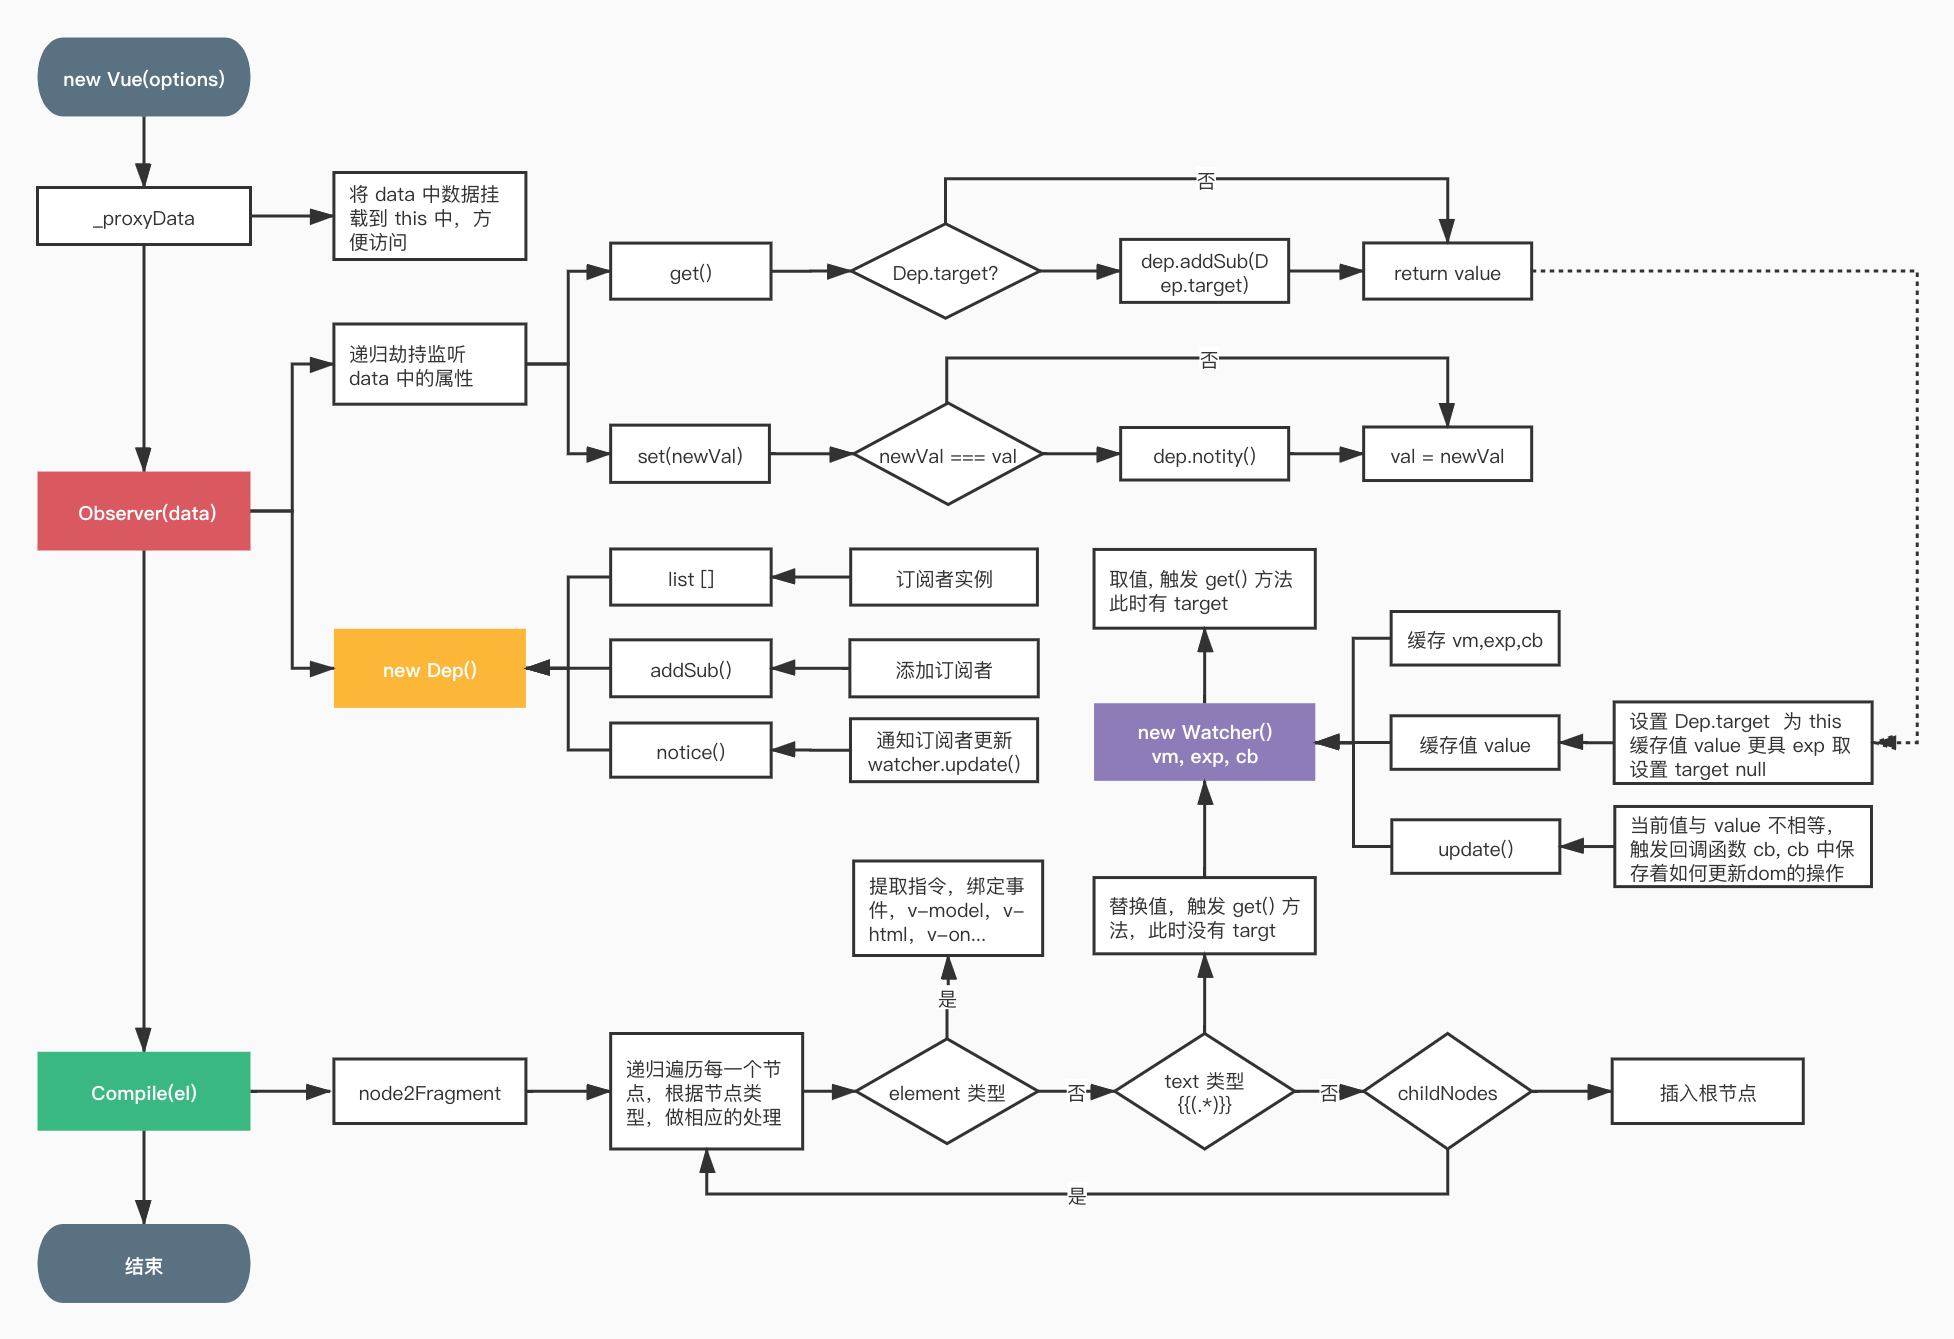 new Vue(options)
_proxyData
将 data 中数据挂
载到 this 中，方
便访问
否
get()
Dep.target?
dep.addSub(D
ep.target)
return value
递归劫持监听
data 中的属性
否
set(newVal)
newVal === val
dep.notity()
val = newVal
Observer(data)
list []
订阅者实例
new Dep()
addSub()
添加订阅者
notice()
通知订阅者更新
watcher.update()
取值, 触发 get() 方法
此时有 target
缓存 vm,exp,cb
new Watcher()
vm, exp, cb
缓存值 value
设置 Dep.target 为 this
缓存值 value 更具 exp 取
设置 target null
update()
当前值与 value 不相等，
触发回调函数 cb, cb 中保
存着如何更新dom的操作
提取指令，绑定事
件，v-model，v-
html，v-on...
替换值，触发 get() 方
法，此时没有 targt
是
Compile(el)
node2Fragment
递归遍历每一个节
点，根据节点类
型，做相应的处理
element 类型
否
text 类型
{{(.*)}}
否
childNodes
插入根节点
是
结束